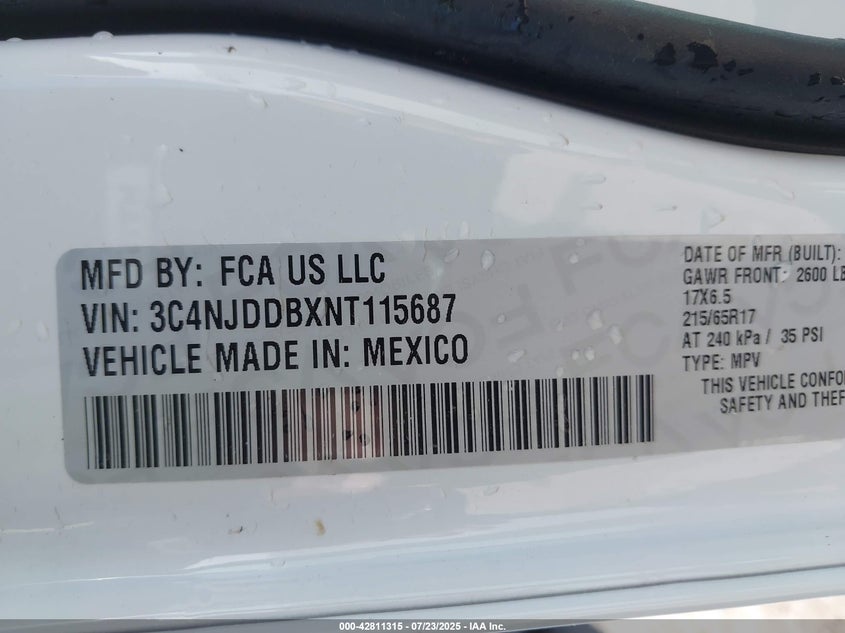 MFD BY: FCA US LLC
VIN: 3C4NJDDBXNT115687
VEHICLE MADE IN: MEXICO
DATE OF MFR (BUILT):
GAWR FRONT: 2600 LB
17X6.5
215/65R17
AT 240 kPa / 35 PSI
TYPE: MPV
THIS VEHICLE CONFO
SAFETY AND THEF
000-42811315 - 07/23/2025 - IAA Inc.